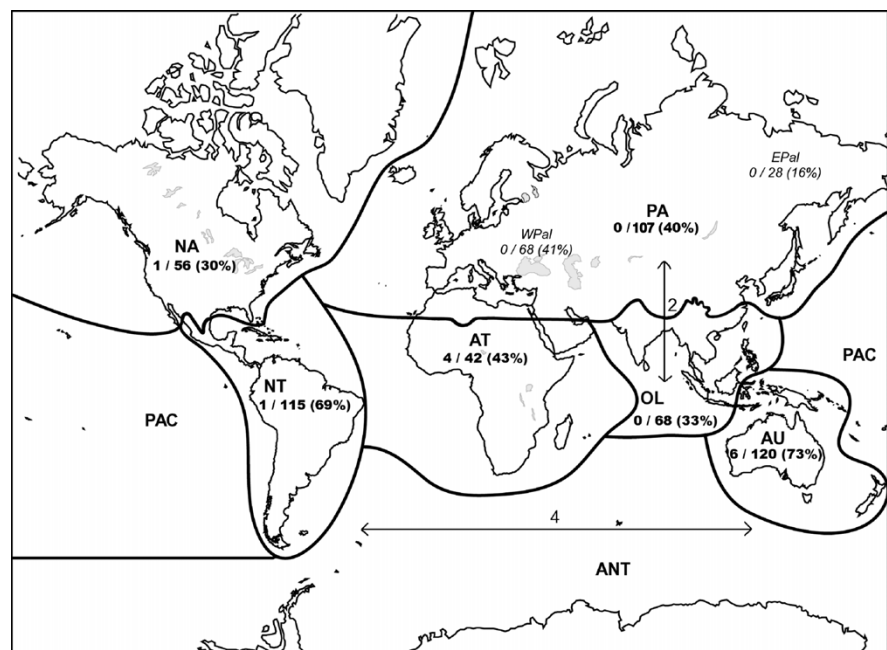 EPal
0 / 28 (16%)
PA
0 / 107 (40%)
WPal
0 / 68 (41%)
NA
1 / 56 (30%)
2
AT
4 / 42 (43%)
PAC
NT
1 / 115 (69%)
OL
0 / 68 (33%)
PAC
AU
6 / 120 (73%)
4
ANT